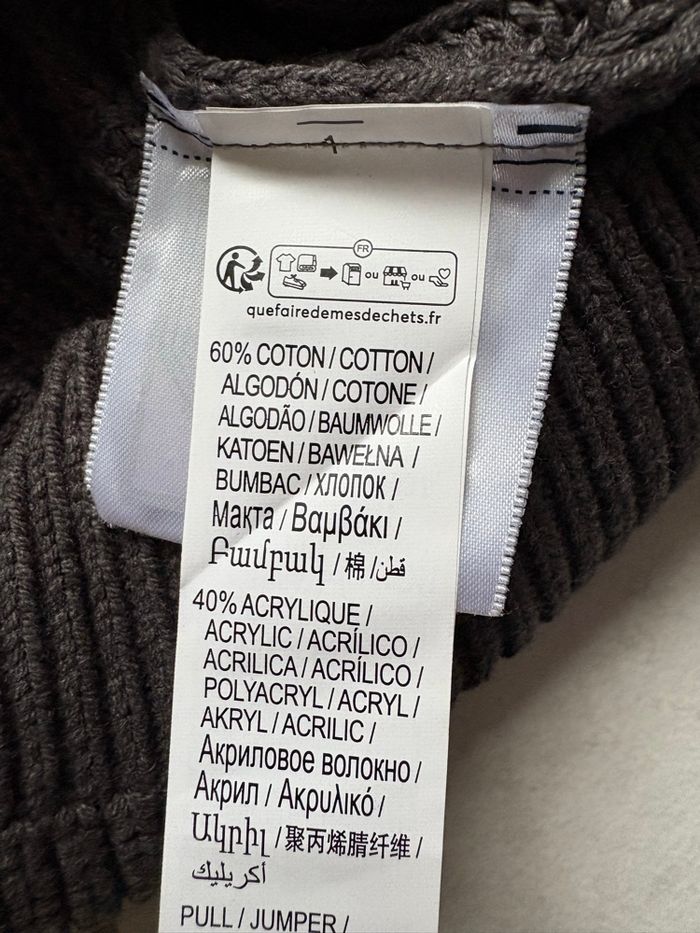 FR
ou ou
quefairedemesdechets.fr
60% COTON / COTTON /
ALGODÓN / COTONE /
ALGODÃO / BAUMWOLLE /
KATOEN / BAWEŁNA /
BUMBAC / ХЛОПОК /
Мақта / Βαμβάκι /
Բամբակ / 棉 / قطن
40% ACRYLIQUE /
ACRYLIC / ACRÍLICO /
ACRILICA / ACRÍLICO /
POLYACRYL / ACRYL /
AKRYL / ACRILIC /
Акриловое волокно /
Акрил / Ακρυλικό /
Ակրիլ / 聚丙烯腈纤维 /
أكريليك
PULL / JUMPER /